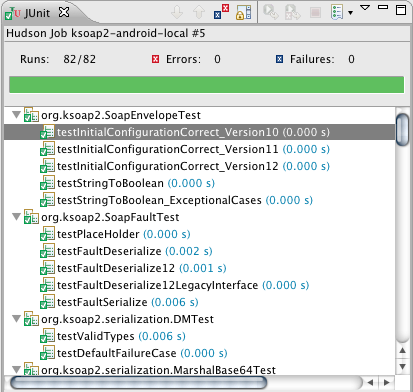 JUnit
Hudson Job ksoap2-android-local #5
Runs: 82/82 Errors: 0 Failures: 0
org.ksoap2.SoapEnvelopeTest
testInitialConfigurationCorrect_Version10 (0.000 s)
testInitialConfigurationCorrect_Version11 (0.000 s)
testInitialConfigurationCorrect_Version12 (0.000 s)
testStringToBoolean (0.000 s)
testStringToBoolean_ExceptionalCases (0.000 s)
org.ksoap2.SoapFaultTest
testPlaceHolder (0.000 s)
testFaultDeserialize (0.002 s)
testFaultDeserialize12 (0.001 s)
testFaultDeserialize12LegacyInterface (0.000 s)
testFaultSerialize (0.006 s)
org.ksoap2.serialization.DMTest
testValidTypes (0.006 s)
testDefaultFailureCase (0.000 s)
org.ksoap2.serialization.MarshalBase64Test